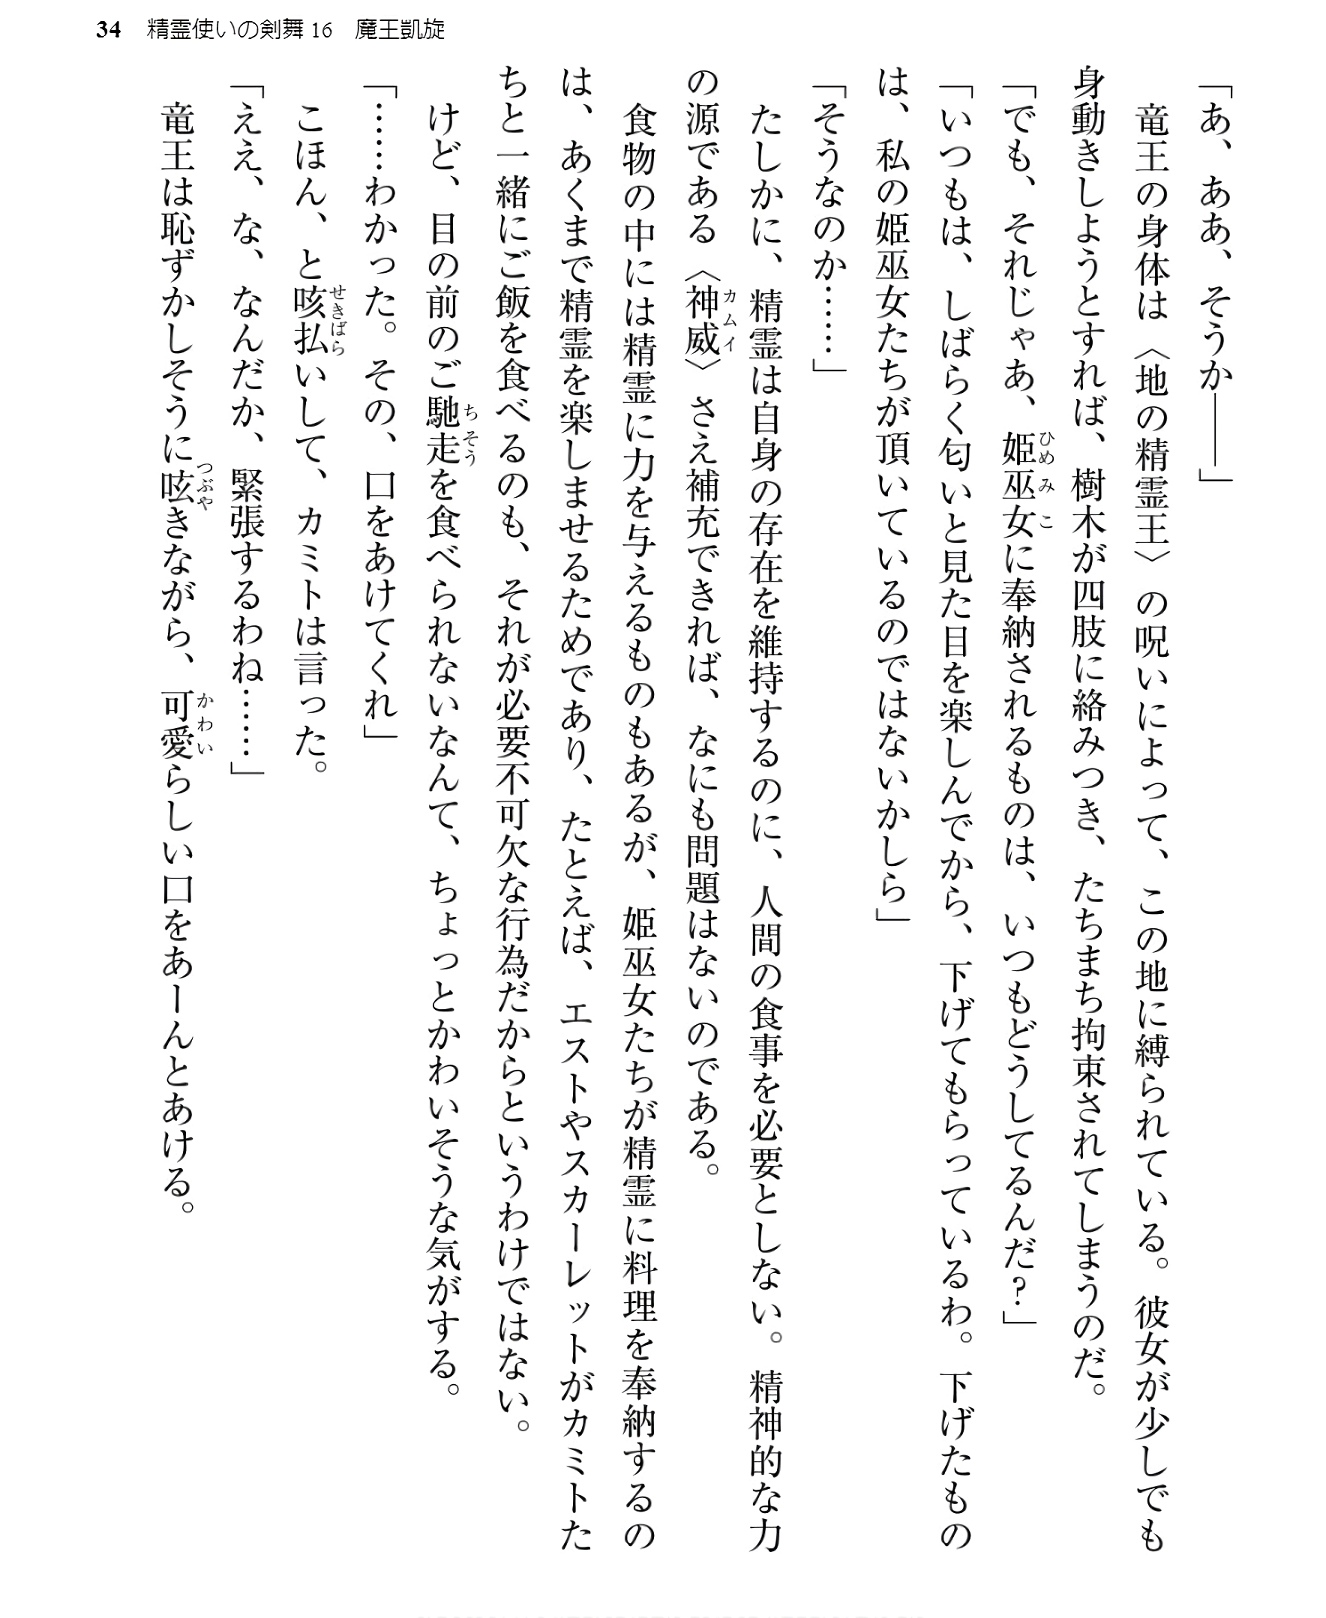 34 精霊使いの剣舞16 魔王凱旋
「あ、ああ、そうか――」
竜王の身体は〈地の精霊王〉の呪いによって、この地に縛られている。彼女が少しでも
身動きしようとすれば、樹木が四肢に絡みつき、たちまち拘束されてしまうのだ。
「でも、それじゃあ、姫巫女に奉納されるものは、いつもどうしてるんだ?」
「いつもは、しばらく匂いと見た目を楽しんでから、下げてもらっているわ。下げたもの
は、私の姫巫女たちが頂いているのではないかしら」
「そうなのか……」
たしかに、精霊は自身の存在を維持するのに、人間の食事を必要としない。精神的な力
の源である〈神威〉さえ補充できれば、なにも問題はないのである。
食物の中には精霊に力を与えるものもあるが、姫巫女たちが精霊に料理を奉納するの
は、あくまで精霊を楽しませるためであり、たとえば、エストやスカーレットがカミトた
ちと一緒にご飯を食べるのも、それが必要不可欠な行為だからというわけではない。
けど、目の前のご馳走を食べられないなんて、ちょっとかわいそうな気がする。
「……わかった。その、口をあけてくれ」
こほん、と咳払いして、カミトは言った。
「ええ、な、なんだか、緊張するわね……」
竜王は恥ずかしそうに呟きながら、可愛らしい口をあーんとあける。